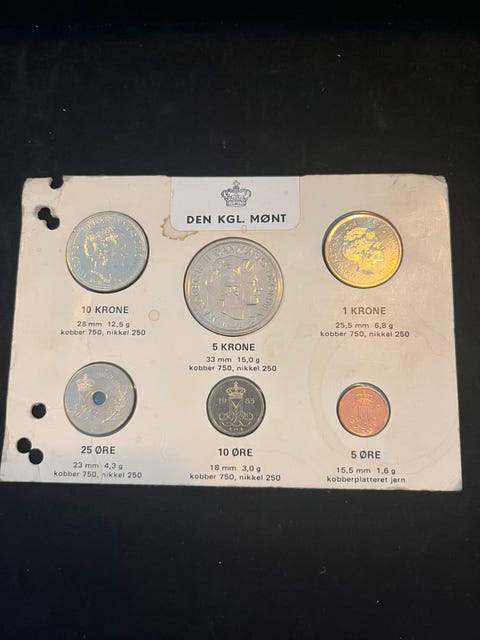 DEN KGL. MØNT
10 KRONE
28 mm 12,5 g
kobber 750, nikkel 250
5 KRONE
33 mm 15,0 g
kobber 750, nikkel 250
1 KRONE
25,5 mm 6,8 g
kobber 750, nikkel 250
25 ØRE
23 mm 4,3 g
kobber 750, nikkel 250
10 ØRE
18 mm 3,0 g
kobber 750, nikkel 250
5 ØRE
15,5 mm 1,6 g
kobberplatteret jern